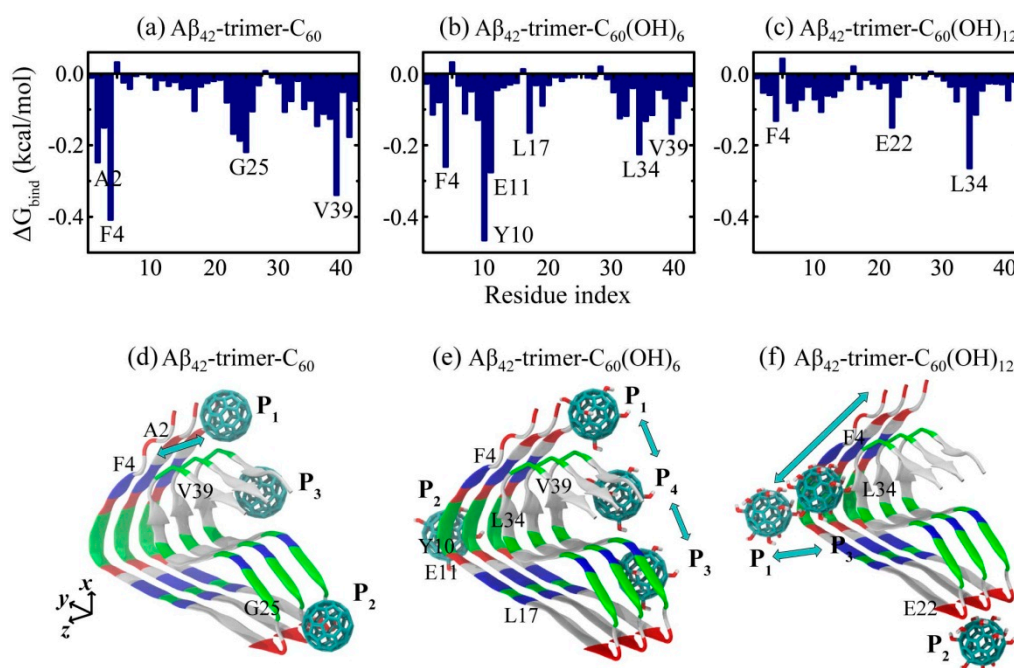 (a) Aβ₄₂-trimer-C₆₀
(b) Aβ₄₂-trimer-C₆₀(OH)₆
(c) Aβ₄₂-trimer-C₆₀(OH)₁₂
ΔG_bind (kcal/mol)
0.0
-0.2
-0.4
A2
F4
G25
V39
10
20
30
40
0.0
-0.2
-0.4
F4
Y10
E11
L17
L34
V39
10
20
30
40
0.0
-0.2
-0.4
F4
E22
L34
10
20
30
40
Residue index
(d) Aβ₄₂-trimer-C₆₀
P₁
A2
F4
V39
P₃
G25
P₂
x
y
z
(e) Aβ₄₂-trimer-C₆₀(OH)₆
P₁
F4
V39
P₄
P₂
L34
Y10
E11
P₃
L17
(f) Aβ₄₂-trimer-C₆₀(OH)₁₂
F4
L34
P₁
P₃
E22
P₂